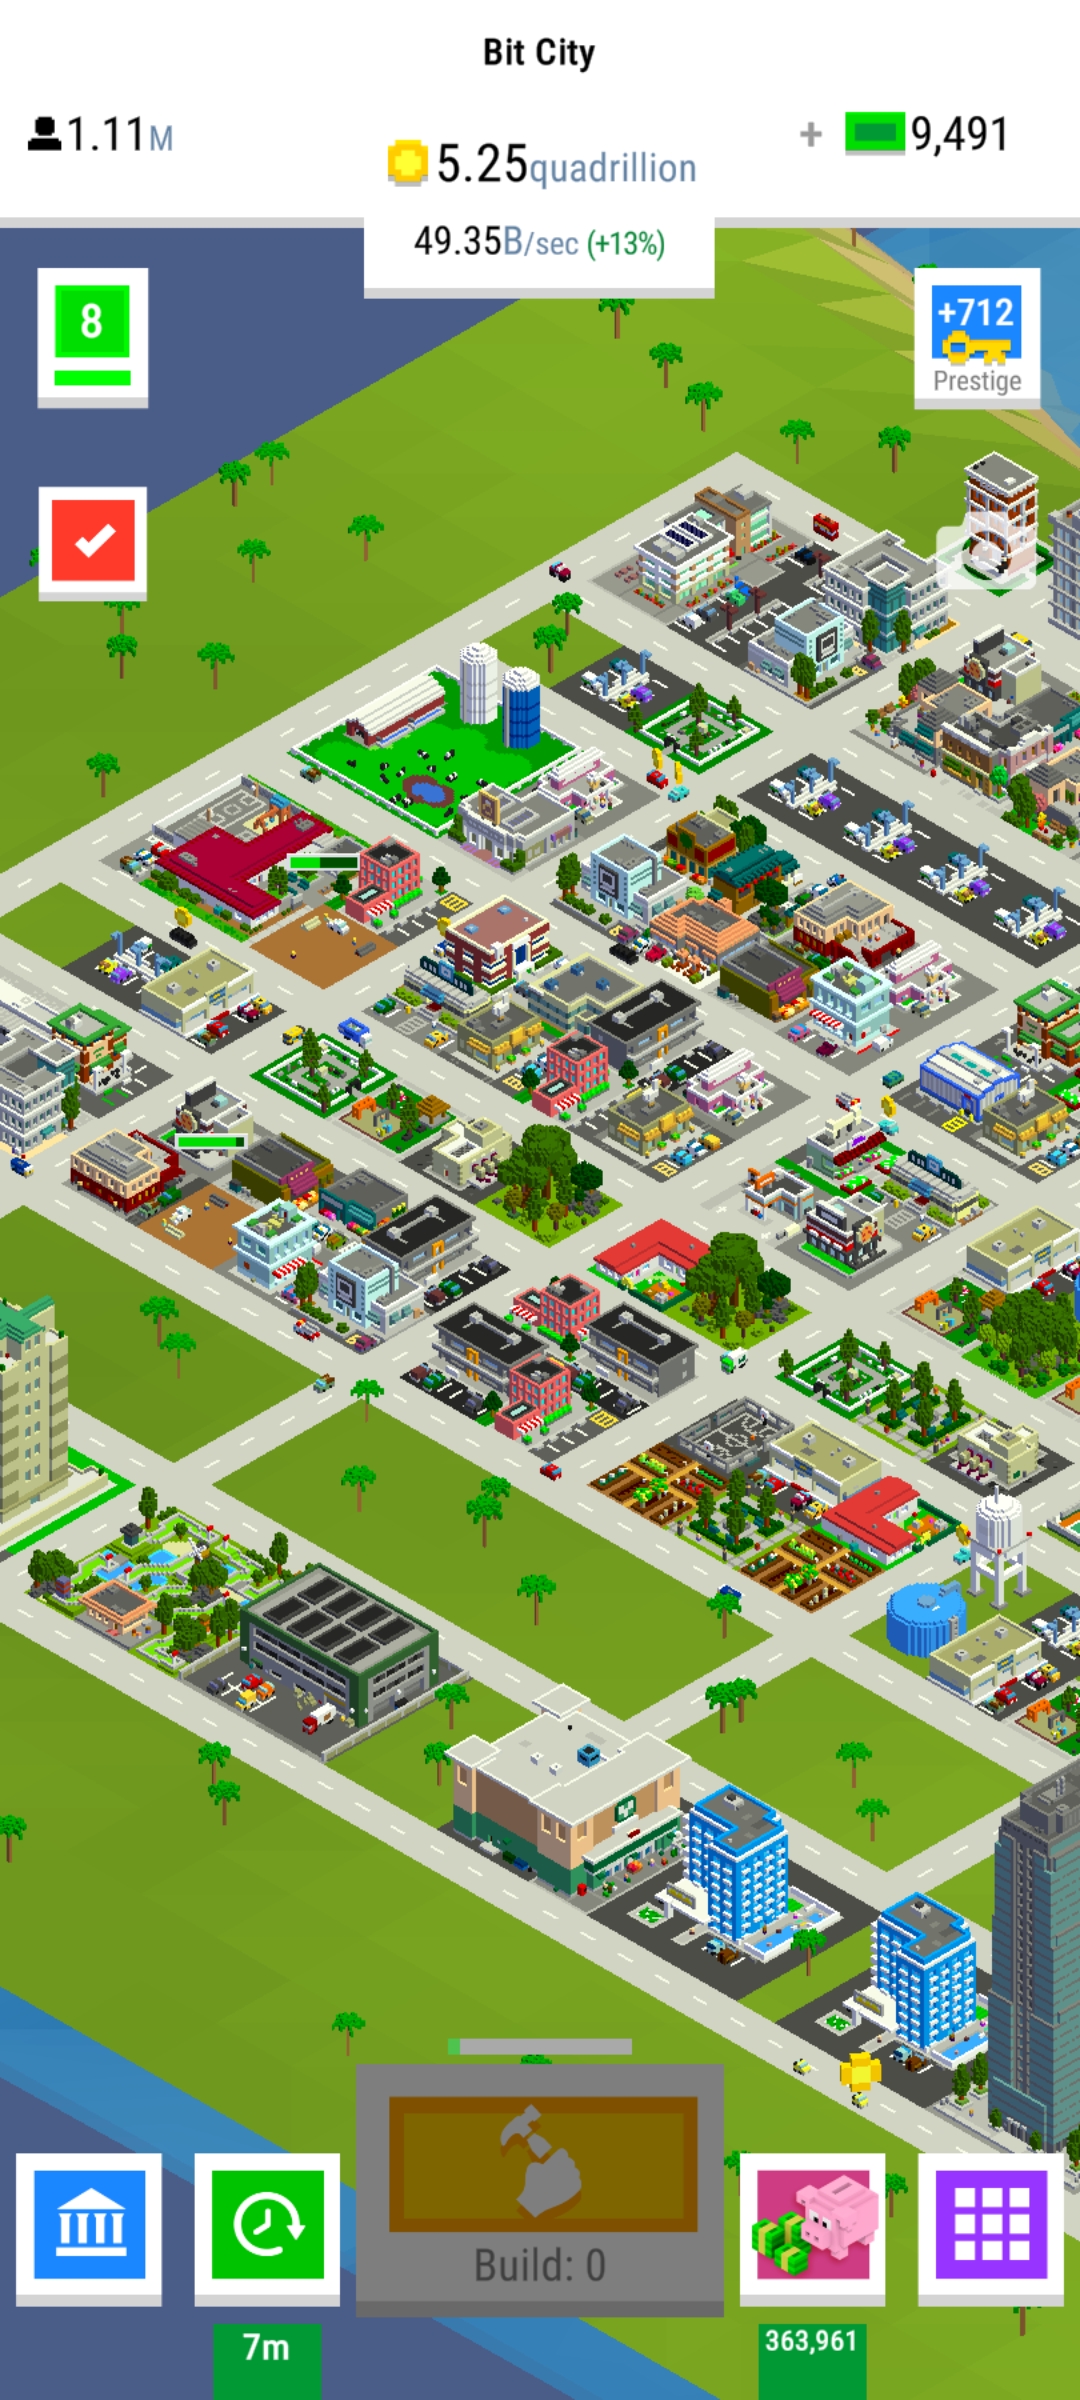 Bit City
1.11M
5.25quadrillion
+ 9,491
49.35B/sec (+13%)
8
+712
Prestige
Build: 0
7m
363,961